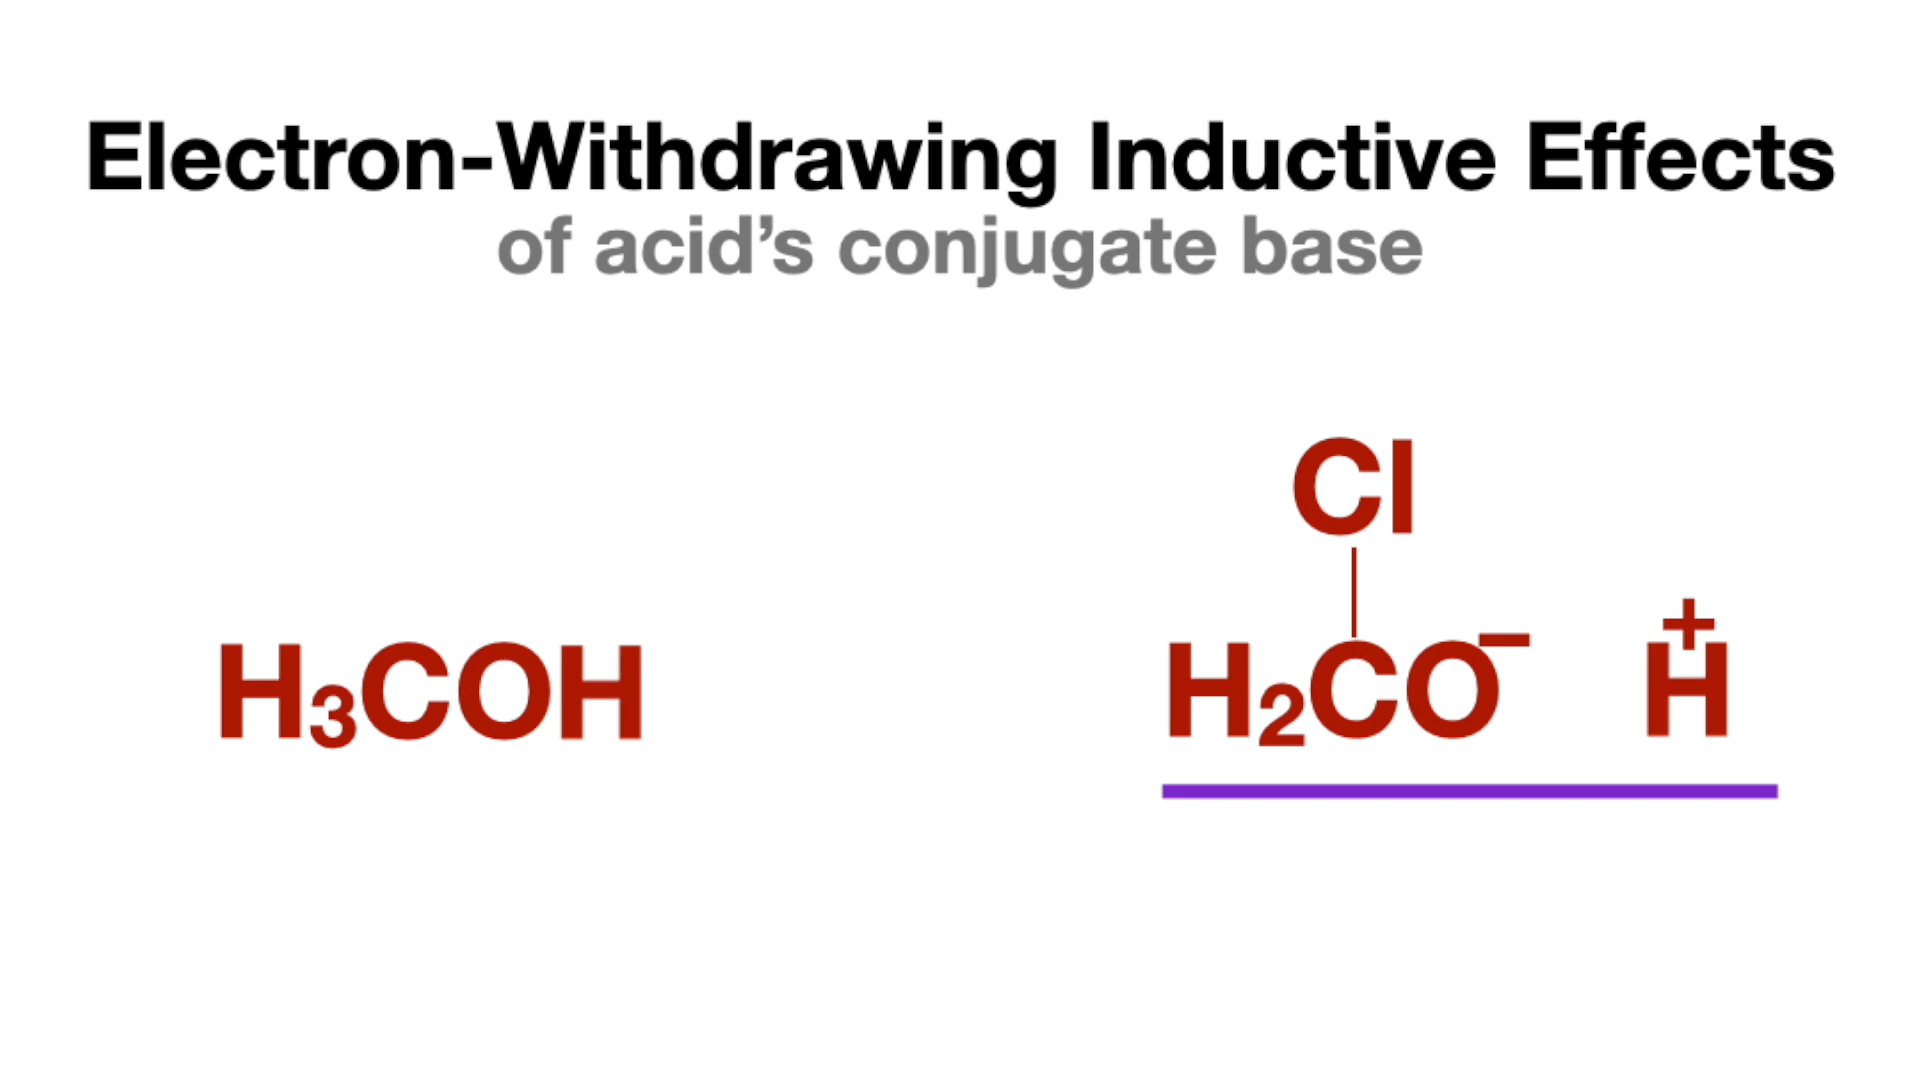 Electron-Withdrawing Inductive Effects
of acid’s conjugate base
Cl
H₃COH
H₂CO⁻ H⁺